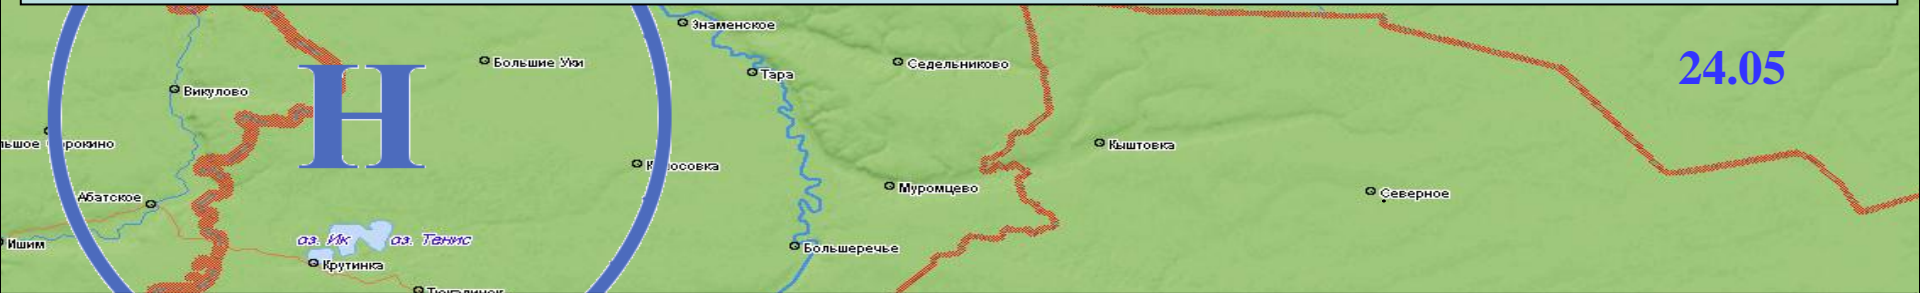 Знаменское
Большие Уки
Седельниково
24.05
Тара
Викулово
Н
Кыштовка
Абатское
Муромцево
Северное
оз. Ик
оз. Тенис
Ишим
Большеречье
Крутинка